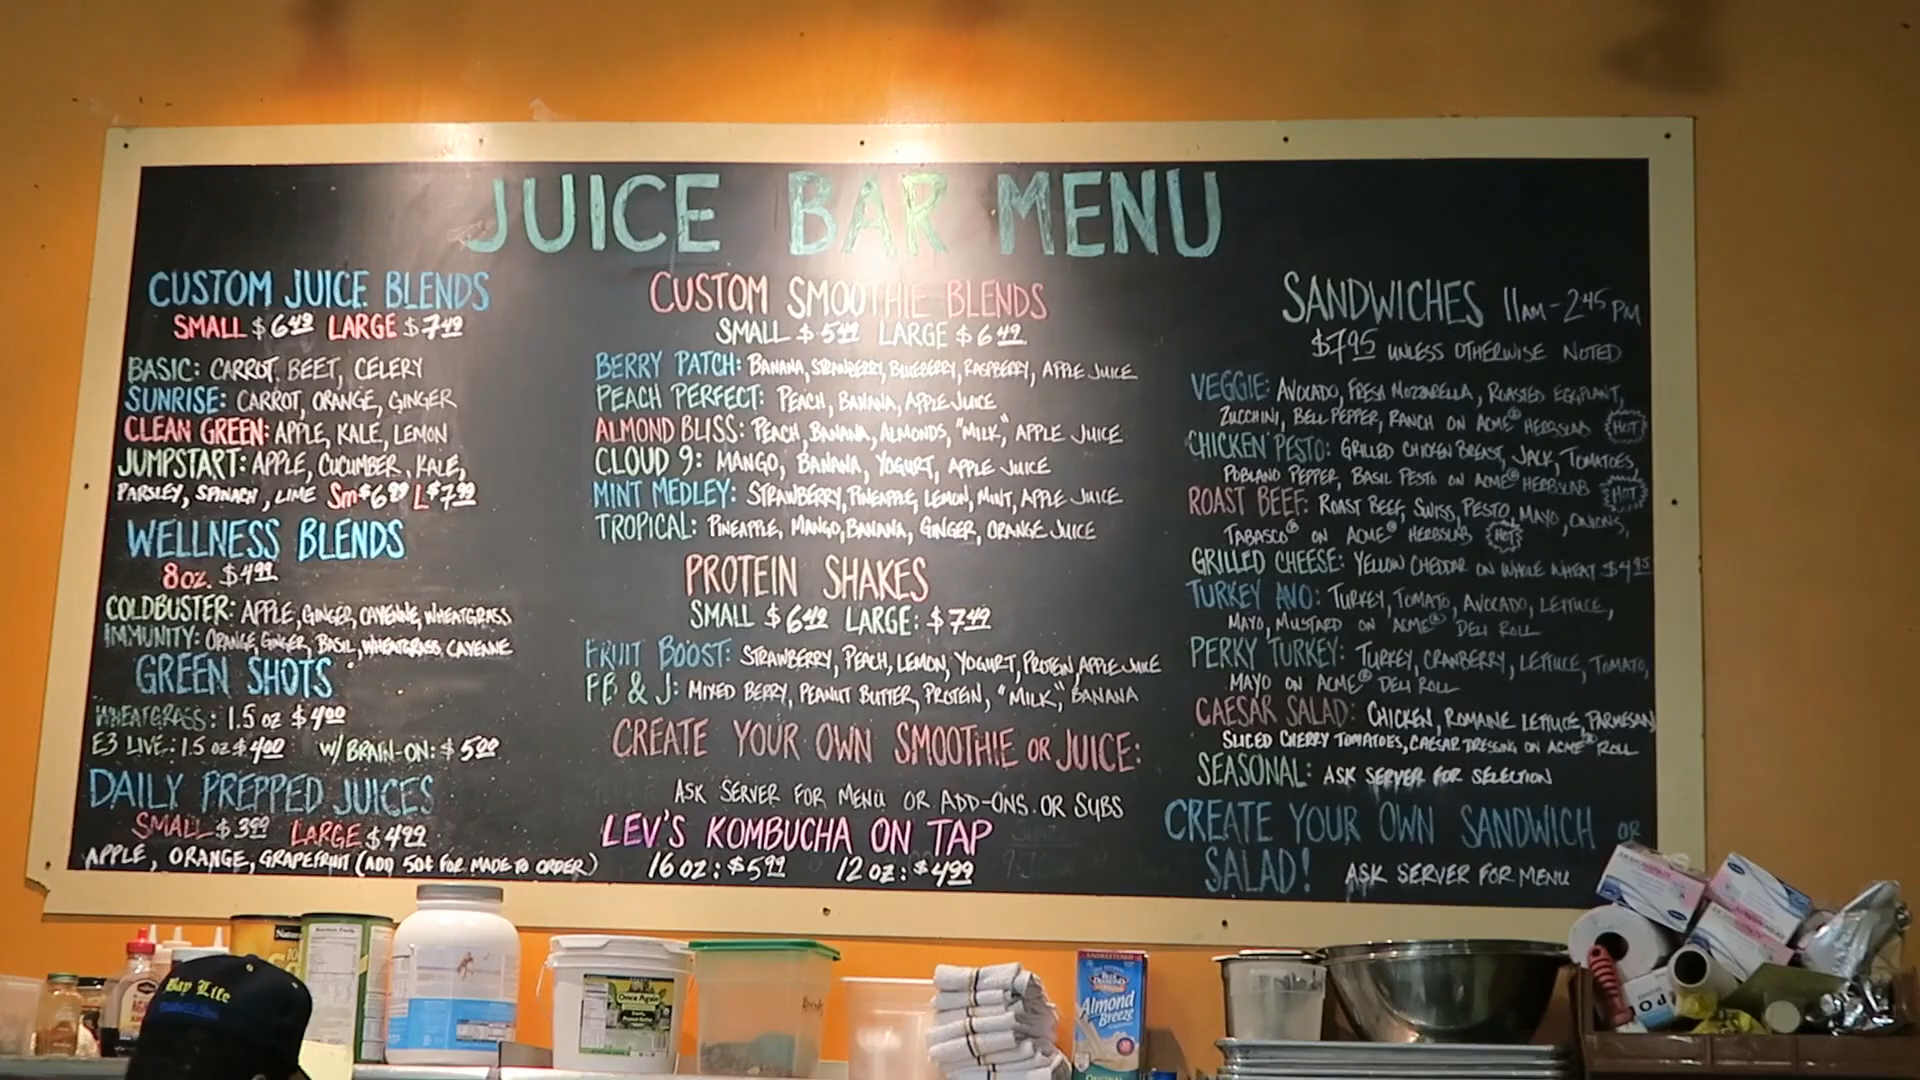 JUICE BAR MENU
CUSTOM JUICE BLENDS
SMALL $6.49 LARGE $7.49
BASIC: CARROT, BEET, CELERY
SUNRISE: CARROT, ORANGE, GINGER
CLEAN GREEN: APPLE, KALE, LEMON
JUMPSTART: APPLE, CUCUMBER, KALE,
PARSLEY, SPINACH, LIME Sm $6.99 L $7.99
WELLNESS BLENDS
8oz. $4.99
COLDBUSTER: APPLE, GINGER, CAYENNE, WHEATGRASS
IMMUNITY: ORANGE, GINGER, BASIL, WHEATGRASS, CAYENNE
GREEN SHOTS
WHEATGRASS: 1.5 oz $4.00
E3 LIVE: 1.5 oz $4.00 W/ BRAIN-ON: $5.00
DAILY PREPPED JUICES
SMALL $3.99 LARGE $4.99
APPLE, ORANGE, GRAPEFRUIT (ADD 50¢ FOR MADE TO ORDER)
CUSTOM SMOOTHIE BLENDS
SMALL $5.49 LARGE $6.49
BERRY PATCH: BANANA, STRAWBERRY, BLUEBERRY, RASPBERRY, APPLE JUICE
PEACH PERFECT: PEACH, BANANA, APPLE JUICE
ALMOND BLISS: PEACH, BANANA, ALMONDS, "MILK," APPLE JUICE
CLOUD 9: MANGO, BANANA, YOGURT, APPLE JUICE
MINT MEDLEY: STRAWBERRY, PINEAPPLE, LEMON, MINT, APPLE JUICE
TROPICAL: PINEAPPLE, MANGO, BANANA, GINGER, ORANGE JUICE
PROTEIN SHAKES
SMALL $6.49 LARGE: $7.49
FRUIT BOOST: STRAWBERRY, PEACH, LEMON, YOGURT, PROTEIN, APPLE JUICE
PB & J: MIXED BERRY, PEANUT BUTTER, PROTEIN, "MILK," BANANA
CREATE YOUR OWN SMOOTHIE OR JUICE:
ASK SERVER FOR MENU OR ADD-ONS OR SUBS
LEV'S KOMBUCHA ON TAP
16 OZ: $5.99 12 OZ: $4.99
SANDWICHES 11AM-2:45 PM
$7.95 UNLESS OTHERWISE NOTED
VEGGIE: AVOCADO, FRESH MOZZARELLA, ROASTED EGGPLANT,
ZUCCHINI, BELL PEPPER, RANCH ON ACME® HERBSLAB HOT
CHICKEN PESTO: GRILLED CHICKEN BREAST, JACK, TOMATOES,
POBLANO PEPPER, BASIL PESTO ON ACME® HERBSLAB HOT
ROAST BEEF: ROAST BEEF, SWISS, PESTO, MAYO, ONIONS,
TABASCO® ON ACME® HERBSLAB HOT
GRILLED CHEESE: YELLOW CHEDDAR ON WHOLE WHEAT $4.95
TURKEY AVO: TURKEY, TOMATO, AVOCADO, LETTUCE,
MAYO, MUSTARD ON ACME® DELI ROLL
PERKY TURKEY: TURKEY, CRANBERRY, LETTUCE, TOMATO,
MAYO ON ACME® DELI ROLL
CAESAR SALAD: CHICKEN, ROMAINE LETTUCE, PARMESAN,
SLICED CHERRY TOMATOES, CAESAR DRESSING ON ACME® ROLL
SEASONAL: ASK SERVER FOR SELECTION
CREATE YOUR OWN SANDWICH OR
SALAD! ASK SERVER FOR MENU
Bay Life
Once Again
Almond
Breeze